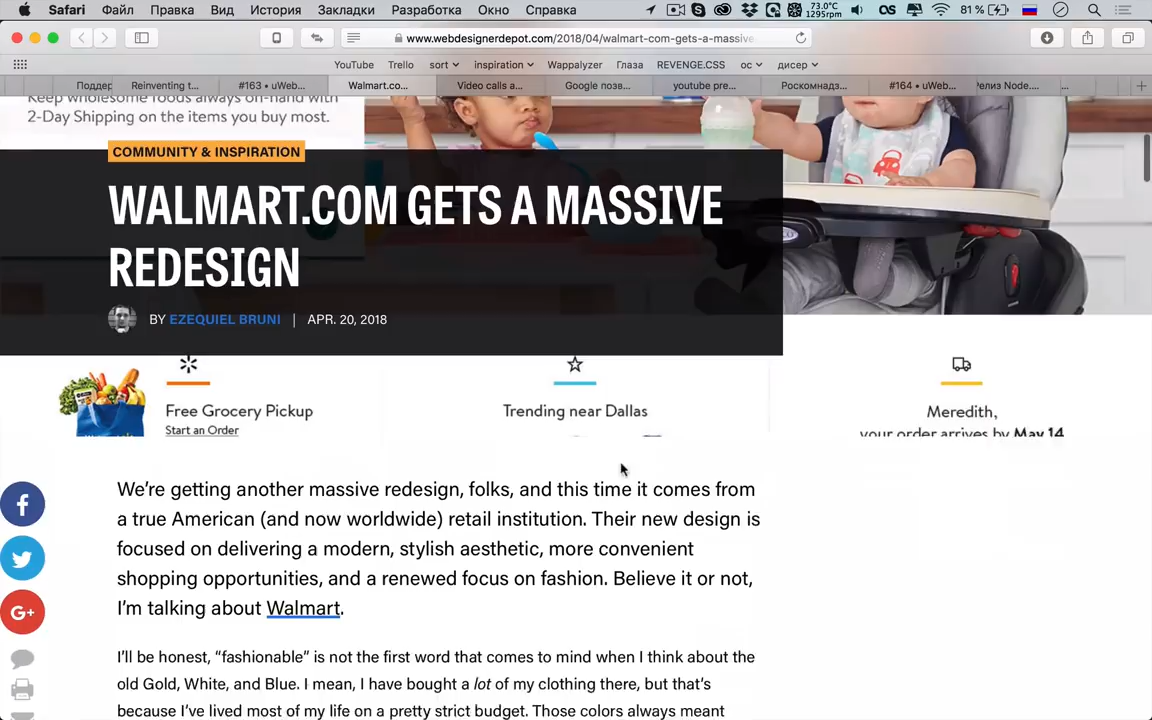 Safari Файл Правка Вид История Закладки Разработка Окно Справка 73.0°C 1295rpm OS 81 %
www.webdesignerdepot.com/2018/04/walmart-com-gets-a-massive
YouTube Trello sort inspiration Wappalyzer Глаза REVENGE.CSS ос дисер
Поддер Reinventing t... #163 • uWeb... Walmart.co... Video calls a... Google позв... youtube pre... Роскомнадз... #164 • uWeb... Релиз Node.... ...
Keep wholesome foods always on-hand with
2-Day Shipping on the items you buy most.
COMMUNITY & INSPIRATION
WALMART.COM GETS A MASSIVE
REDESIGN
BY EZEQUIEL BRUNI | APR. 20, 2018
Free Grocery Pickup
Start an Order
Trending near Dallas
Meredith,
your order arrives by May 14
We're getting another massive redesign, folks, and this time it comes from
a true American (and now worldwide) retail institution. Their new design is
focused on delivering a modern, stylish aesthetic, more convenient
shopping opportunities, and a renewed focus on fashion. Believe it or not,
I'm talking about Walmart.
I'll be honest, “fashionable” is not the first word that comes to mind when I think about the
old Gold, White, and Blue. I mean, I have bought a lot of my clothing there, but that's
because I've lived most of my life on a pretty strict budget. Those colors always meant
f
G+